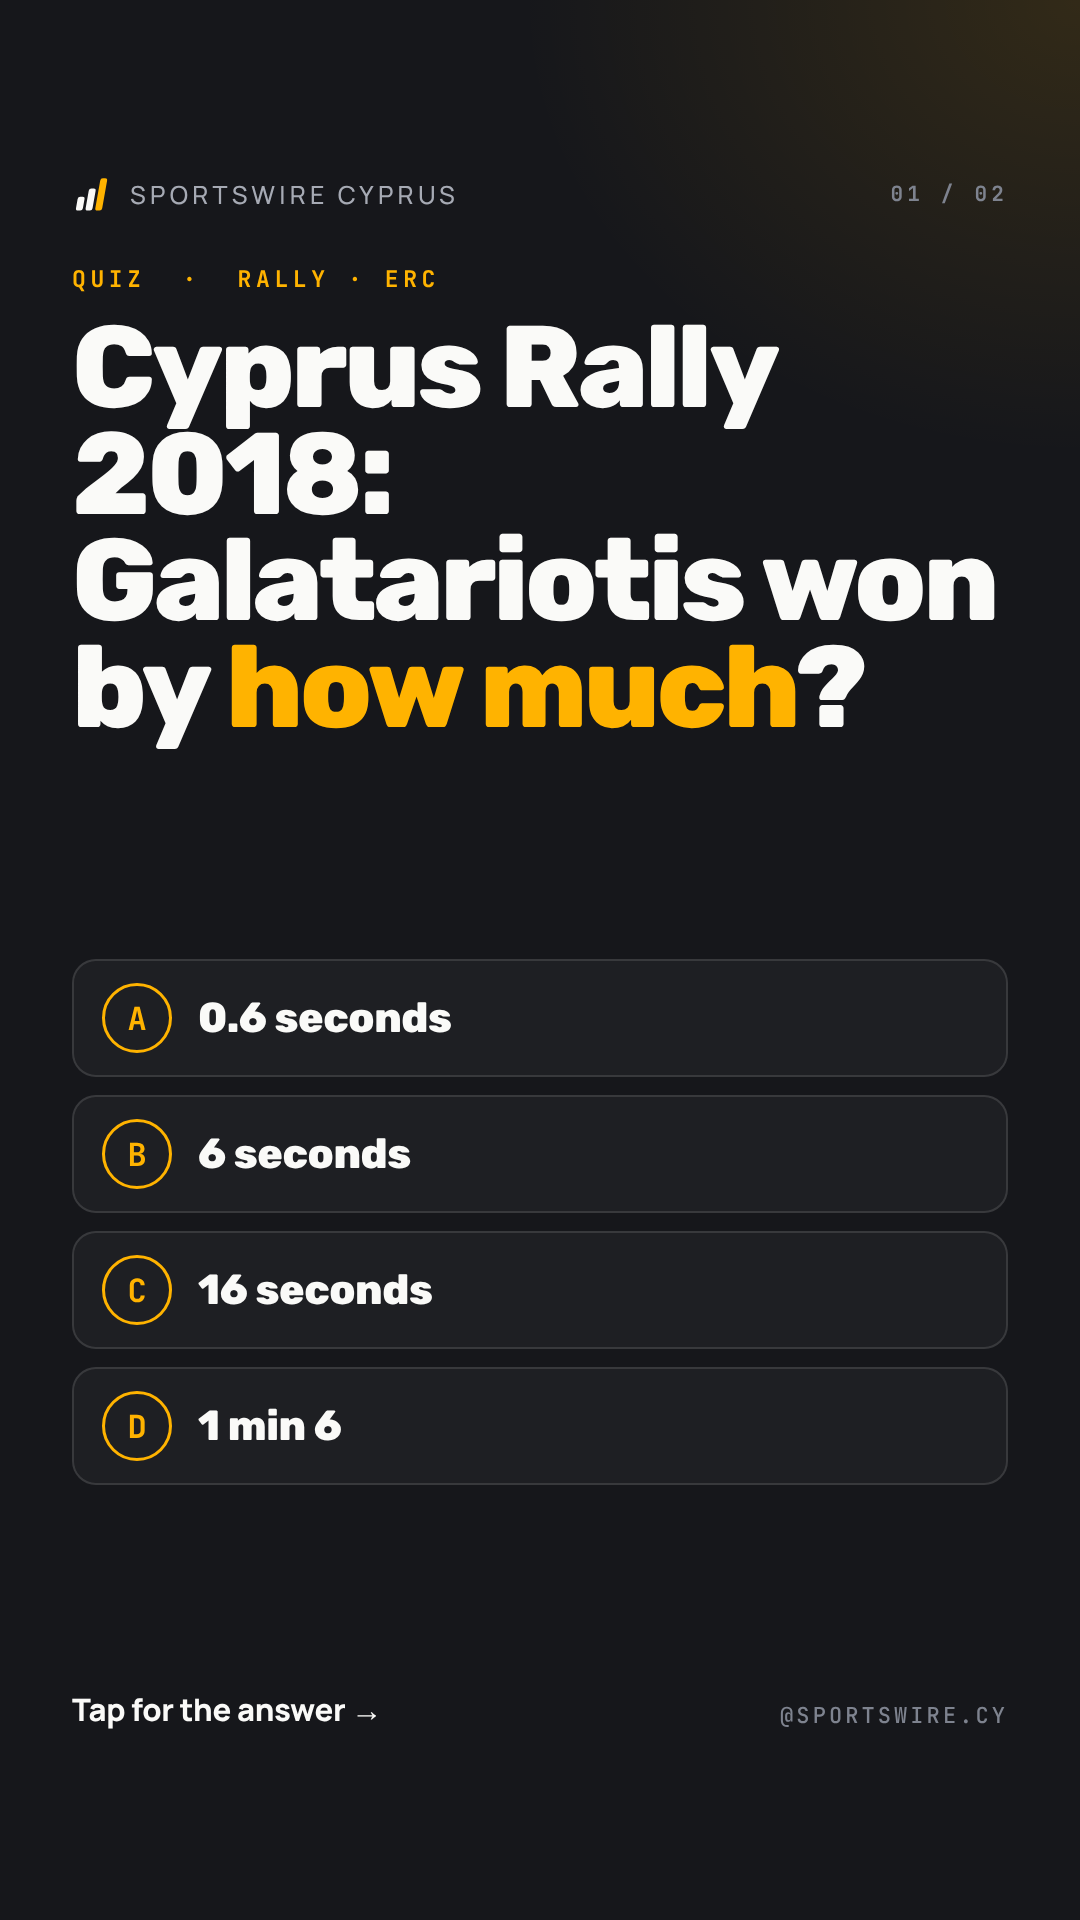 SPORTSWIRE CYPRUS
01 / 02
QUIZ · RALLY · ERC
Cyprus Rally
2018:
Galatariotis won
by how much?
A 0.6 seconds
B 6 seconds
C 16 seconds
D 1 min 6
Tap for the answer →
@SPORTSWIRE.CY